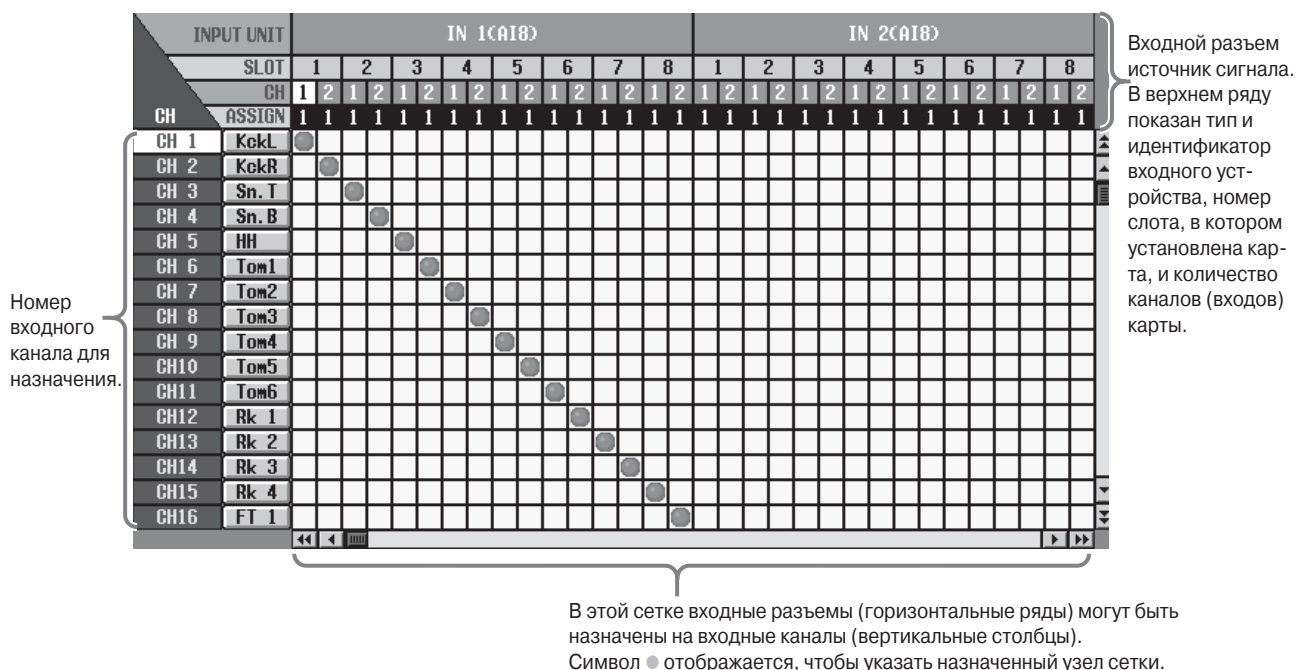 INPUT UNIT IN 1(AI8) IN 2(AI8)
SLOT 1 2 3 4 5 6 7 8 1 2 3 4 5 6 7 8
CH 1 2 1 2 1 2 1 2 1 2 1 2 1 2 1 2 1 2 1 2 1 2 1 2 1 2 1 2 1 2 1 2
CH ASSIGN 1 1 1 1 1 1 1 1 1 1 1 1 1 1 1 1 1 1 1 1 1 1 1 1 1 1 1 1 1 1 1 1
CH 1 KckL
CH 2 KckR
CH 3 Sn.T
CH 4 Sn.B
CH 5 HH
CH 6 Tom1
CH 7 Tom2
CH 8 Tom3
CH 9 Tom4
CH10 Tom5
CH11 Tom6
CH12 Rk 1
CH13 Rk 2
CH14 Rk 3
CH15 Rk 4
CH16 FT 1
Номер
входного
канала для
назначения.
Входной разъем
источник сигнала.
В верхнем ряду
показан тип и
идентификатор
входного уст-
ройства, номер
слота, в котором
установлена кар-
та, и количество
каналов (входов)
карты.
В этой сетке входные разъемы (горизонтальные ряды) могут быть
назначены на входные каналы (вертикальные столбцы).
Символ ● отображается, чтобы указать назначенный узел сетки.